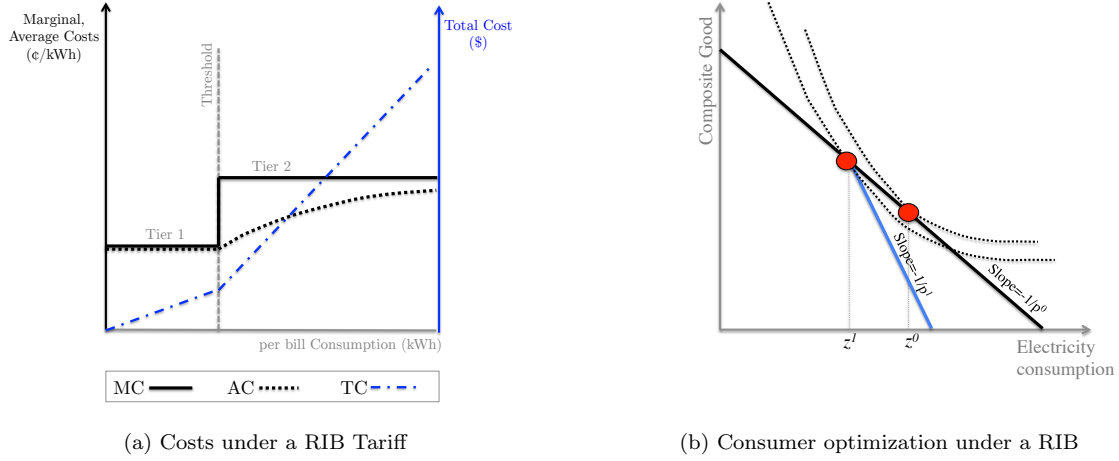 Marginal,
Average Costs
(¢/kWh)
Total Cost
($)
Threshold
Tier 2
Tier 1
per bill Consumption (kWh)
MC
AC
TC
(a) Costs under a RIB Tariff
Composite Good
Slope=-1/p¹
Slope=-1/p⁰
z¹
z⁰
Electricity
consumption
(b) Consumer optimization under a RIB